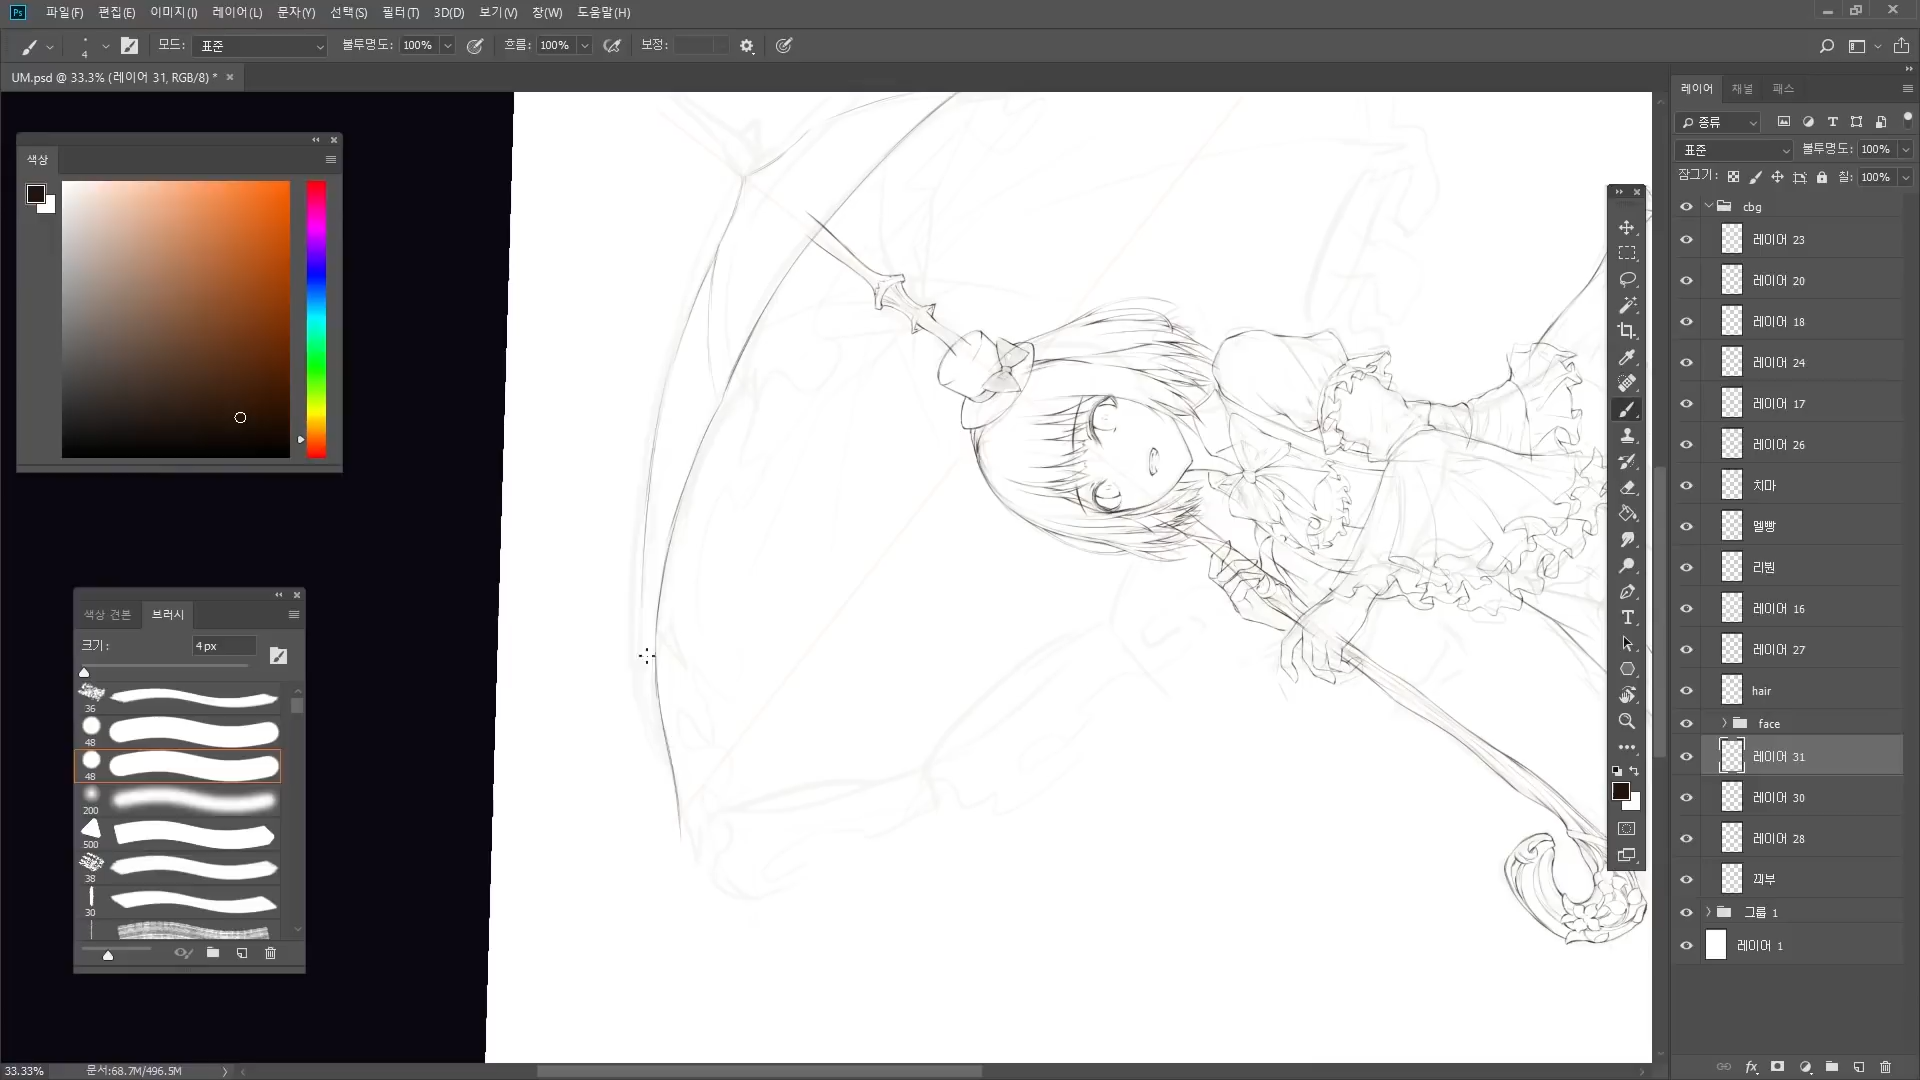 Ps 파일(F) 편집(E) 이미지(I) 레이어(L) 문자(Y) 선택(S) 필터(T) 3D(D) 보기(V) 창(W) 도움말(H)
4 모드: 표준 불투명도: 100% 흐름: 100% 보정:
UM.psd @ 33.3% (레이어 31, RGB/8) *
색상
색상 견본 브러시
크기: 4 px
36
48
48
200
500
38
30
레이어 채널 패스
종류
표준 불투명도: 100%
잠그기: 칠: 100%
cbg
레이어 23
레이어 20
레이어 18
레이어 24
레이어 17
레이어 26
치마
멜빵
리뷘
레이어 16
레이어 27
hair
face
레이어 31
레이어 30
레이어 28
끠부
그룹 1
레이어 1
33.33% 문서:68.7M/496.5M